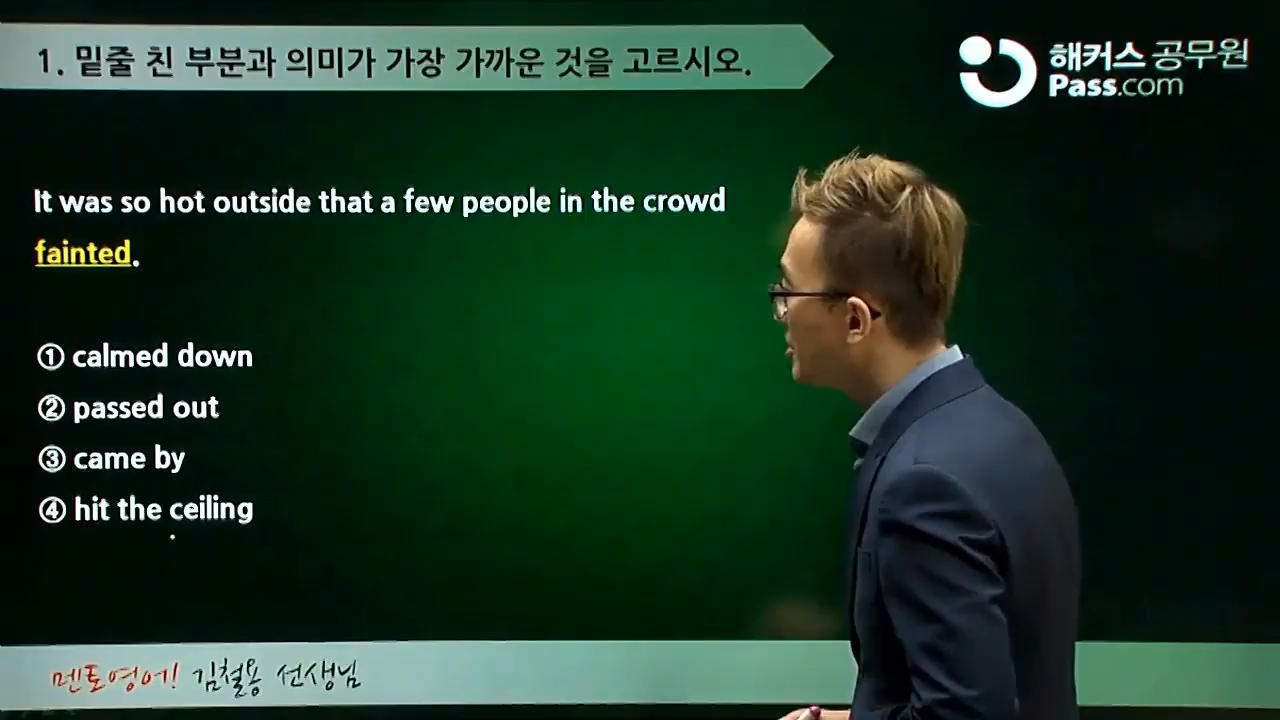 1. 밑줄 친 부분과 의미가 가장 가까운 것을 고르시오.
해커스 공무원
Pass.com
It was so hot outside that a few people in the crowd
fainted.
① calmed down
② passed out
③ came by
④ hit the ceiling
멘토영어! 김철용 선생님